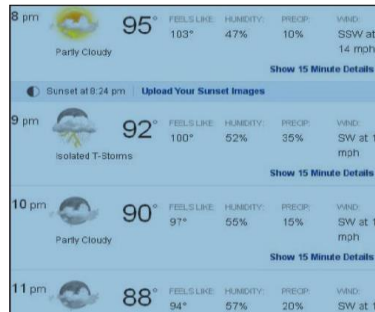 8 pm 95° FEELS LIKE: HUMIDITY: PRECIP: WIND:
103° 47% 10% SSW at
14 mph
Partly Cloudy
Show 15 Minute Details
Sunset at 8:24 pm Upload Your Sunset Images
9 pm 92° FEELS LIKE: HUMIDITY: PRECIP: WIND:
100° 52% 35% SW at 1
mph
Isolated T-Storms
Show 15 Minute Details
10 pm 90° FEELS LIKE: HUMIDITY: PRECIP: WIND:
97° 55% 15% SW at 1
mph
Partly Cloudy
Show 15 Minute Details
11 pm 88° FEELS LIKE: HUMIDITY: PRECIP: WIND:
94° 57% 20% SW at 1